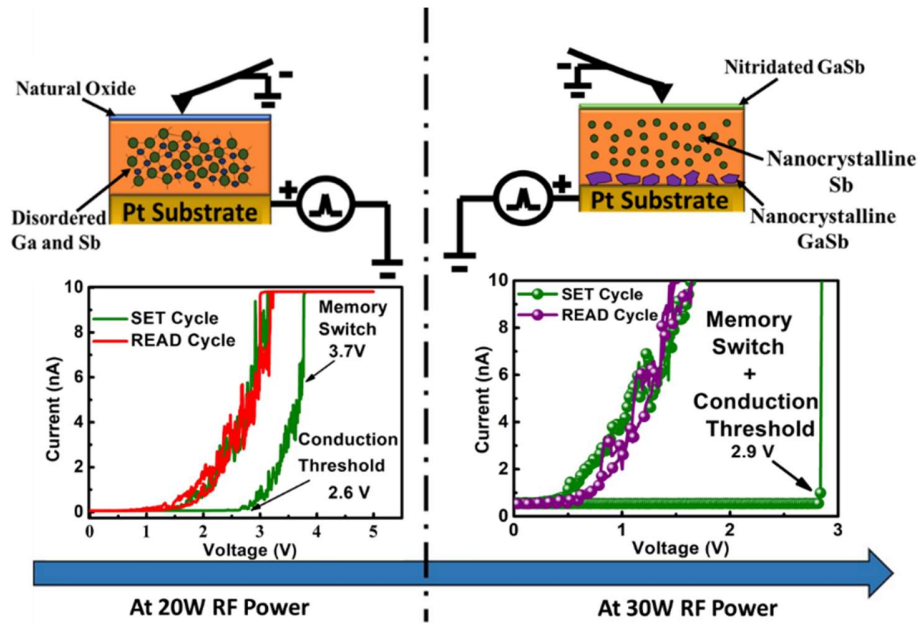 Natural Oxide
-
Disordered
Ga and Sb
+
Pt Substrate
Nitridated GaSb
-
Nanocrystalline
Sb
Nanocrystalline
GaSb
+
Pt Substrate
10
8
6
4
2
0
Current (nA)
SET Cycle
READ Cycle
Memory
Switch
3.7V
Conduction
Threshold
2.6 V
0 1 2 3 4 5
Voltage (V)
10
8
6
4
2
0
Current (nA)
SET Cycle
READ Cycle
Memory
Switch
+
Conduction
Threshold
2.9 V
0 1 2 3
Voltage (V)
At 20W RF Power
At 30W RF Power